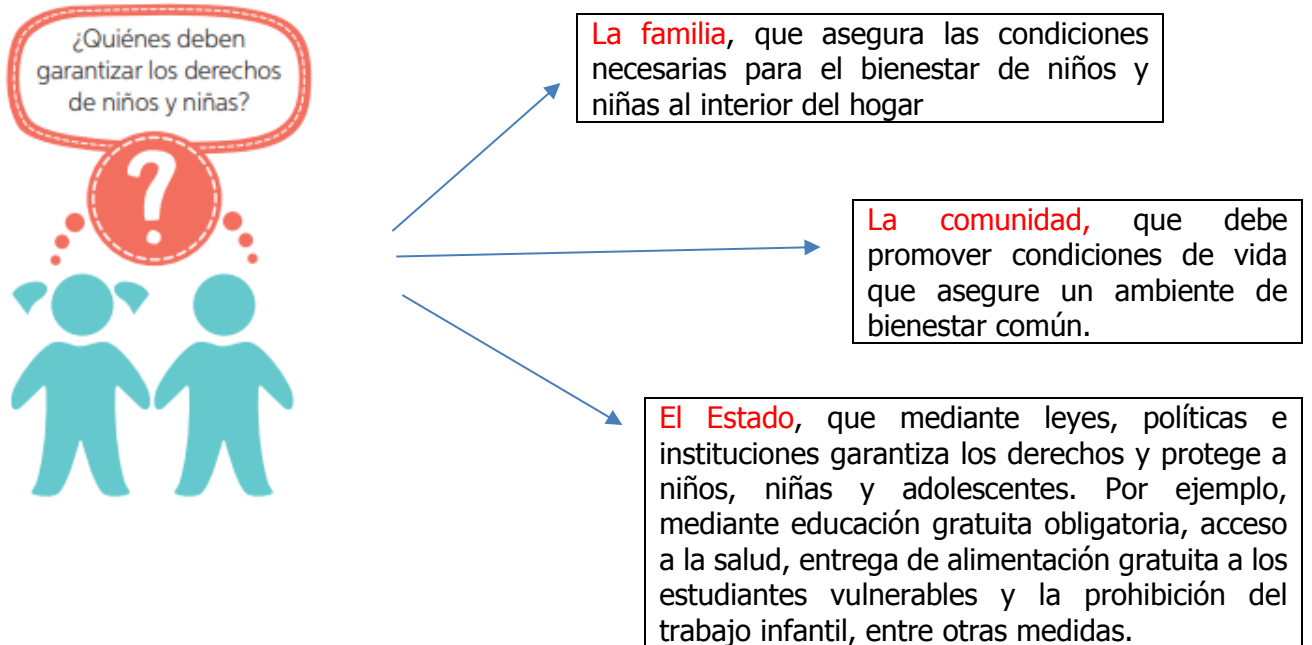 ¿Quiénes deben
garantizar los derechos
de niños y niñas?
?
La familia, que asegura las condiciones
necesarias para el bienestar de niños y
niñas al interior del hogar
La comunidad, que debe
promover condiciones de vida
que asegure un ambiente de
bienestar común.
El Estado, que mediante leyes, políticas e
instituciones garantiza los derechos y protege a
niños, niñas y adolescentes. Por ejemplo,
mediante educación gratuita obligatoria, acceso
a la salud, entrega de alimentación gratuita a los
estudiantes vulnerables y la prohibición del
trabajo infantil, entre otras medidas.